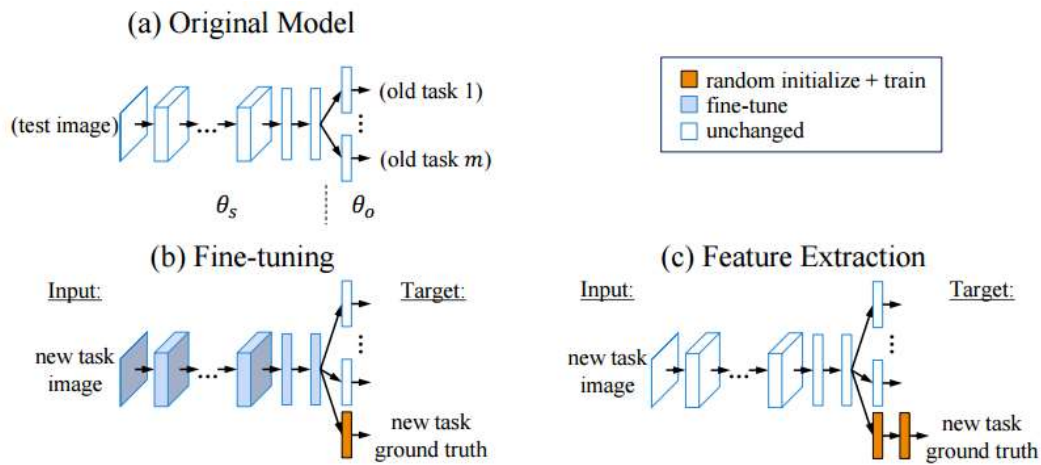 (a) Original Model
(test image)
...
(old task 1)
⋮
(old task m)
θs
θo
random initialize + train
fine-tune
unchanged
(b) Fine-tuning
Input:
Target:
new task
image
...
⋮
new task
ground truth
(c) Feature Extraction
Input:
Target:
new task
image
...
⋮
new task
ground truth